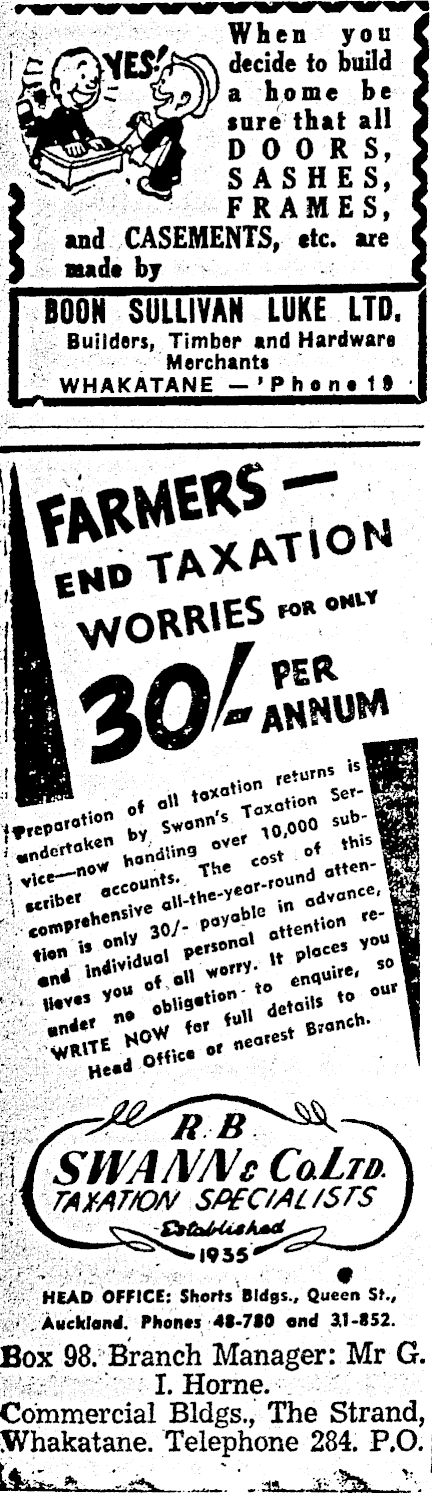 YES!
When you
decide to build
a home be
sure that all
DOORS,
SASHES,
FRAMES,
and CASEMENTS, etc. are
made by
BOON SULLIVAN LUKE LTD.
Builders, Timber and Hardware
Merchants
WHAKATANE — 'Phone 19
FARMERS —
END TAXATION
WORRIES FOR ONLY
30/- PER
ANNUM
Preparation of all taxation returns is
undertaken by Swann's Taxation Ser-
vice—now handling over 10,000 sub-
scriber accounts. The cost of this
comprehensive all-the-year-round atten-
tion is only 30/- payable in advance,
and individual personal attention re-
lieves you of all worry. It places you
under no obligation to enquire, so
WRITE NOW for full details to our
Head Office or nearest Branch.
R. B.
SWANN & CO. LTD.
TAXATION SPECIALISTS
Established
1935
HEAD OFFICE: Shorts Bldgs., Queen St.,
Auckland. Phones 48-780 and 31-852.
Box 98. Branch Manager: Mr G.
I. Horne.
Commercial Bldgs., The Strand,
Whakatane. Telephone 284. P.O.